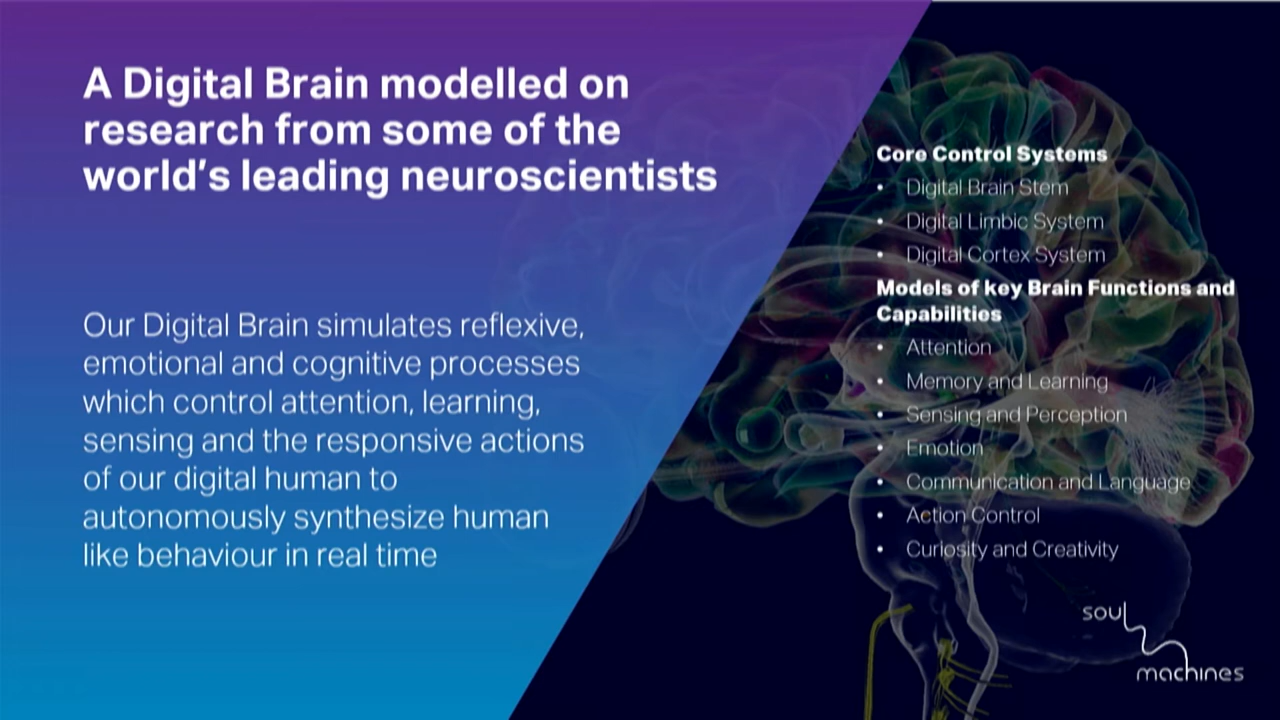 A Digital Brain modelled on
research from some of the
world's leading neuroscientists
Our Digital Brain simulates reflexive,
emotional and cognitive processes
which control attention, learning,
sensing and the responsive actions
of our digital human to
autonomously synthesize human
like behaviour in real time
Core Control Systems
• Digital Brain Stem
• Digital Limbic System
• Digital Cortex System
Models of key Brain Functions and
Capabilities
• Attention
• Memory and Learning
• Sensing and Perception
• Emotion
• Communication and Language
• Action Control
• Curiosity and Creativity
soul
machines